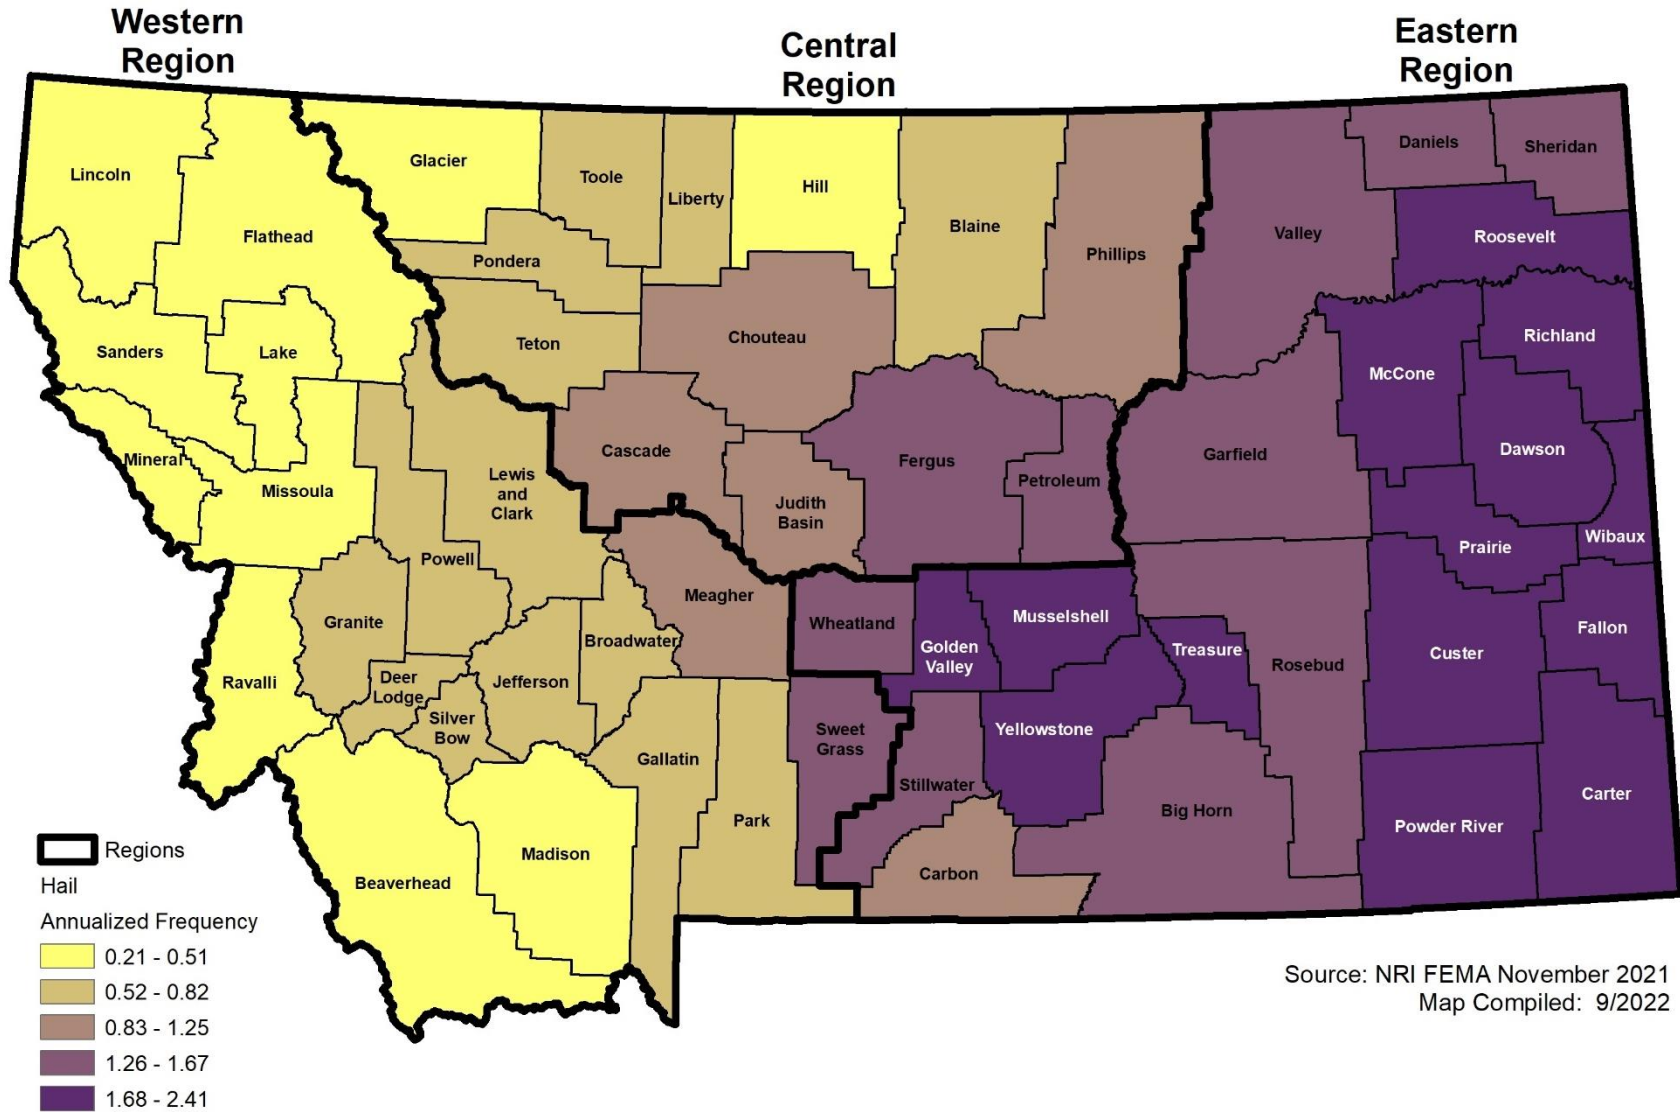 Western
Region
Central
Region
Eastern
Region
Lincoln
Flathead
Glacier
Toole
Liberty
Hill
Blaine
Phillips
Valley
Daniels
Sheridan
Roosevelt
Pondera
Teton
Chouteau
Sanders
Lake
Richland
McCone
Cascade
Fergus
Petroleum
Garfield
Dawson
Mineral
Missoula
Lewis
and
Clark
Judith
Basin
Powell
Prairie
Wibaux
Meagher
Granite
Wheatland
Musselshell
Golden
Valley
Treasure
Rosebud
Custer
Fallon
Broadwater
Ravalli
Deer
Lodge
Jefferson
Silver
Bow
Gallatin
Sweet
Grass
Yellowstone
Stillwater
Park
Big Horn
Powder River
Carter
Beaverhead
Madison
Carbon
Regions
Hail
Annualized Frequency
0.21 - 0.51
0.52 - 0.82
0.83 - 1.25
1.26 - 1.67
1.68 - 2.41
Source: NRI FEMA November 2021
Map Compiled: 9/2022